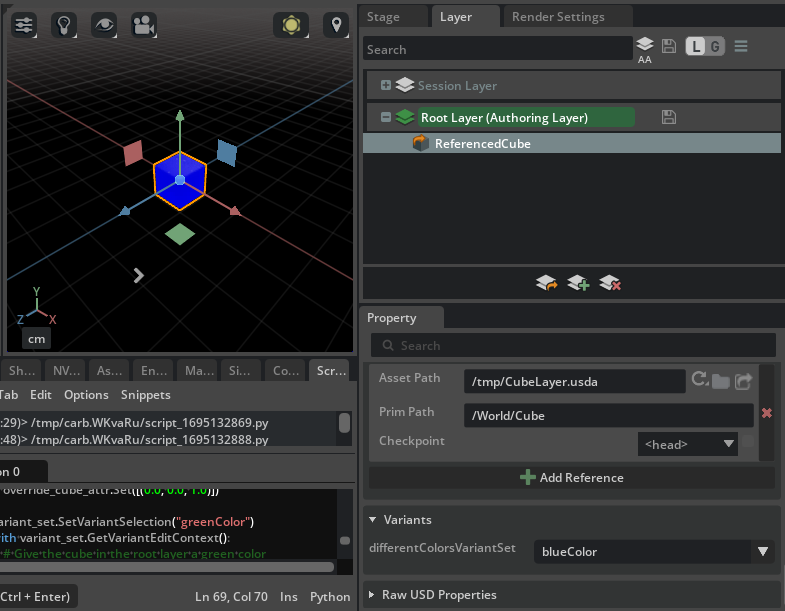 Stage
Layer
Render Settings
Search
AA
L G
Session Layer
Root Layer (Authoring Layer)
ReferencedCube
Y
Z
X
cm
Property
Search
Asset Path
/tmp/CubeLayer.usda
Prim Path
/World/Cube
Checkpoint
<head>
Add Reference
Variants
differentColorsVariantSet
blueColor
Raw USD Properties
Sh...
NV...
As...
En...
Ma...
Si...
Co...
Scr...
Tab Edit Options Snippets
:29)> /tmp/carb.WKvaRu/script_1695132869.py
:48)> /tmp/carb.WKvaRu/script_1695132888.py
on 0
override_cube_attr.Set([(0.0, 0.0, 1.0)])
ariant_set.SetVariantSelection("greenColor")
ith variant_set.GetVariantEditContext():
# Give the cube in the root layer a green color
Ctrl + Enter)
Ln 69, Col 70 Ins Python